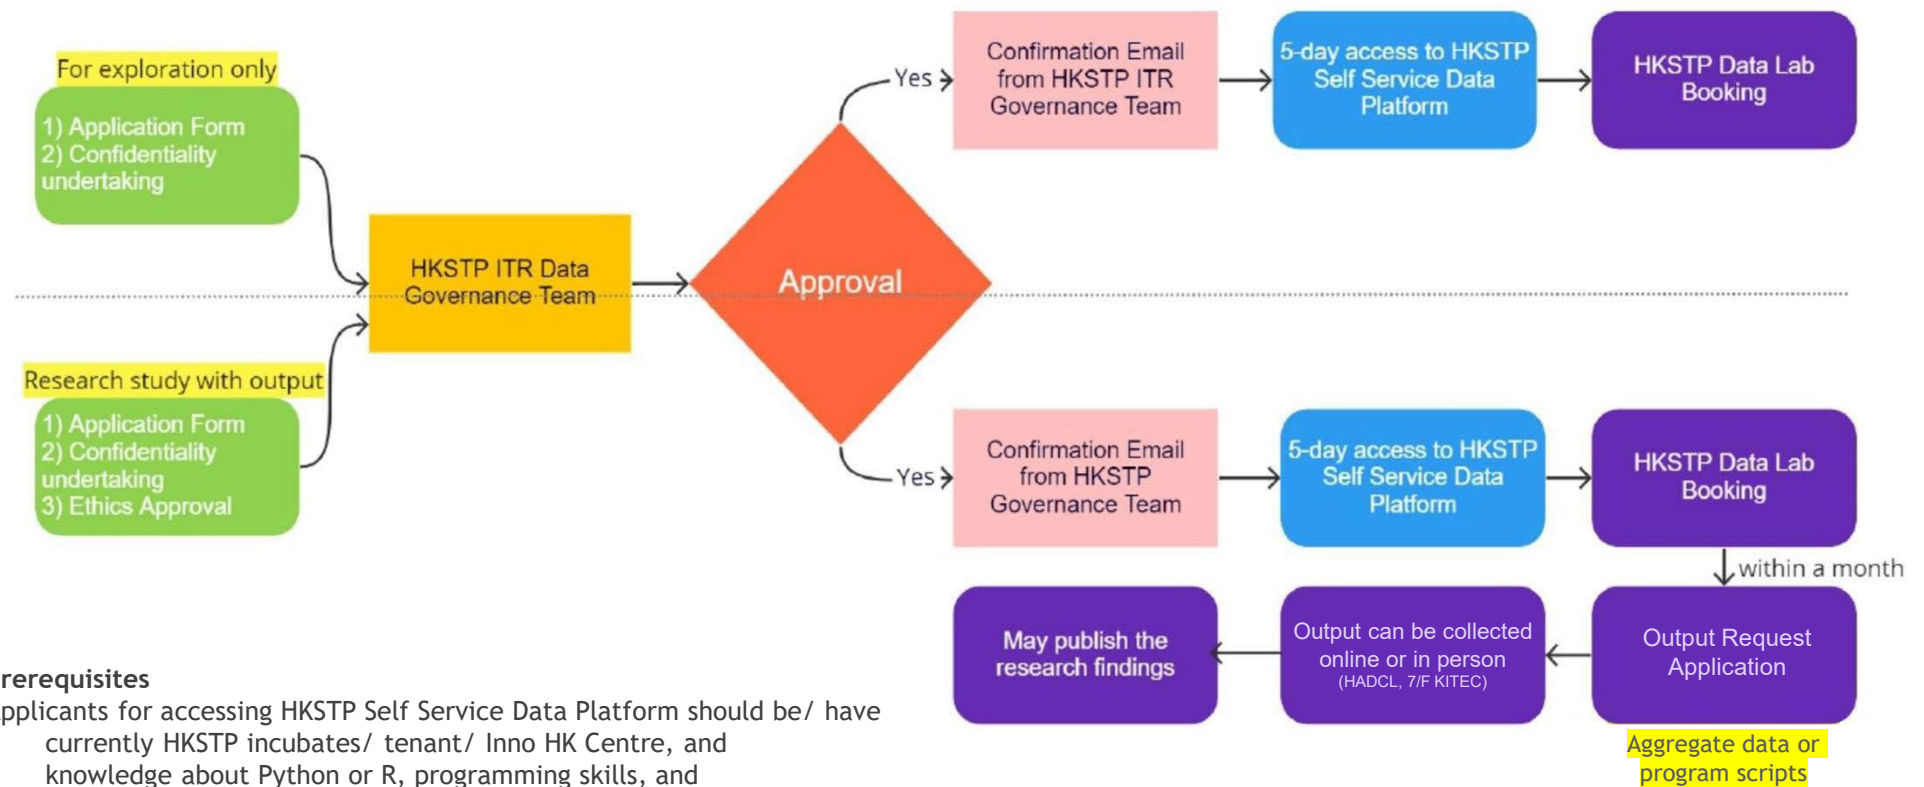 For exploration only
1) Application Form
2) Confidentiality
undertaking
HKSTP ITR Data
Governance Team
Approval
Yes
Confirmation Email
from HKSTP ITR
Governance Team
5-day access to HKSTP
Self Service Data
Platform
HKSTP Data Lab
Booking
Research study with output
1) Application Form
2) Confidentiality
undertaking
3) Ethics Approval
Yes
Confirmation Email
from HKSTP
Governance Team
5-day access to HKSTP
Self Service Data
Platform
HKSTP Data Lab
Booking
within a month
Output Request
Application
Aggregate data or
program scripts
Output can be collected
online or in person
(HADCL, 7/F KITEC)
May publish the
research findings
rerequisites
pplicants for accessing HKSTP Self Service Data Platform should be/ have
currently HKSTP incubates/ tenant/ Inno HK Centre, and
knowledge about Python or R, programming skills, and